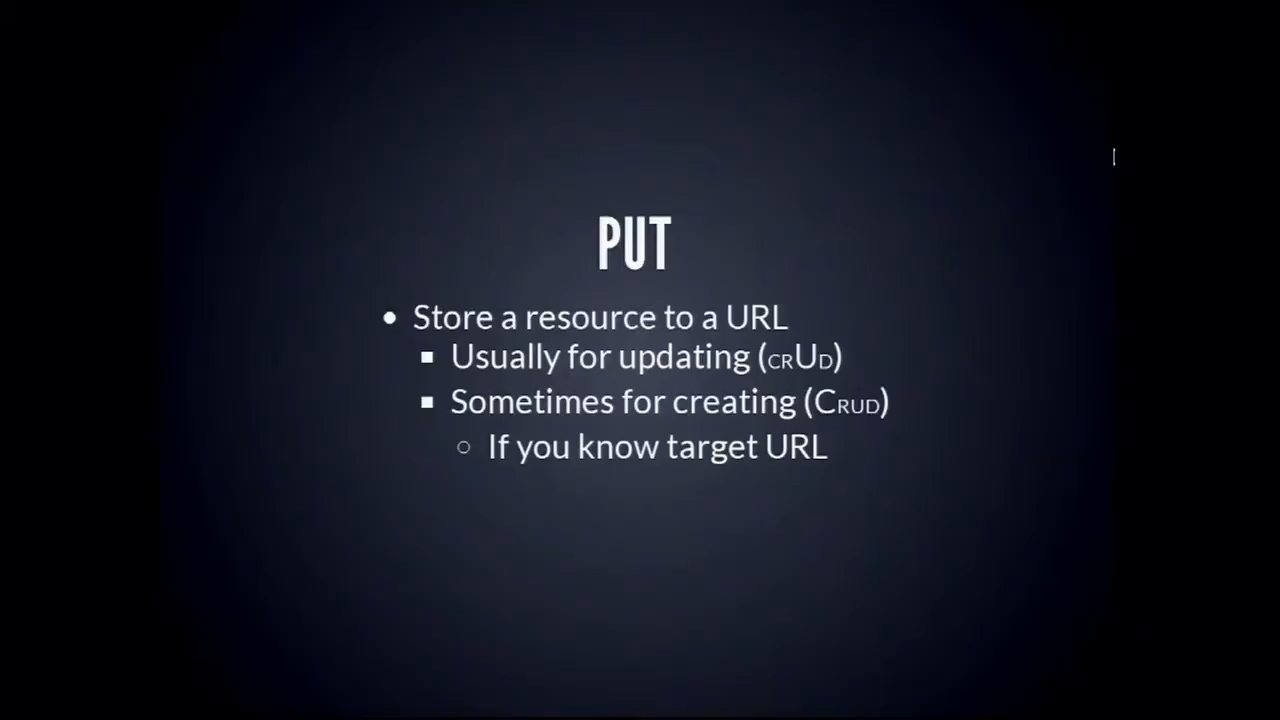 PUT
Store a resource to a URL
Usually for updating (CRUD)
Sometimes for creating (CRUD)
If you know target URL